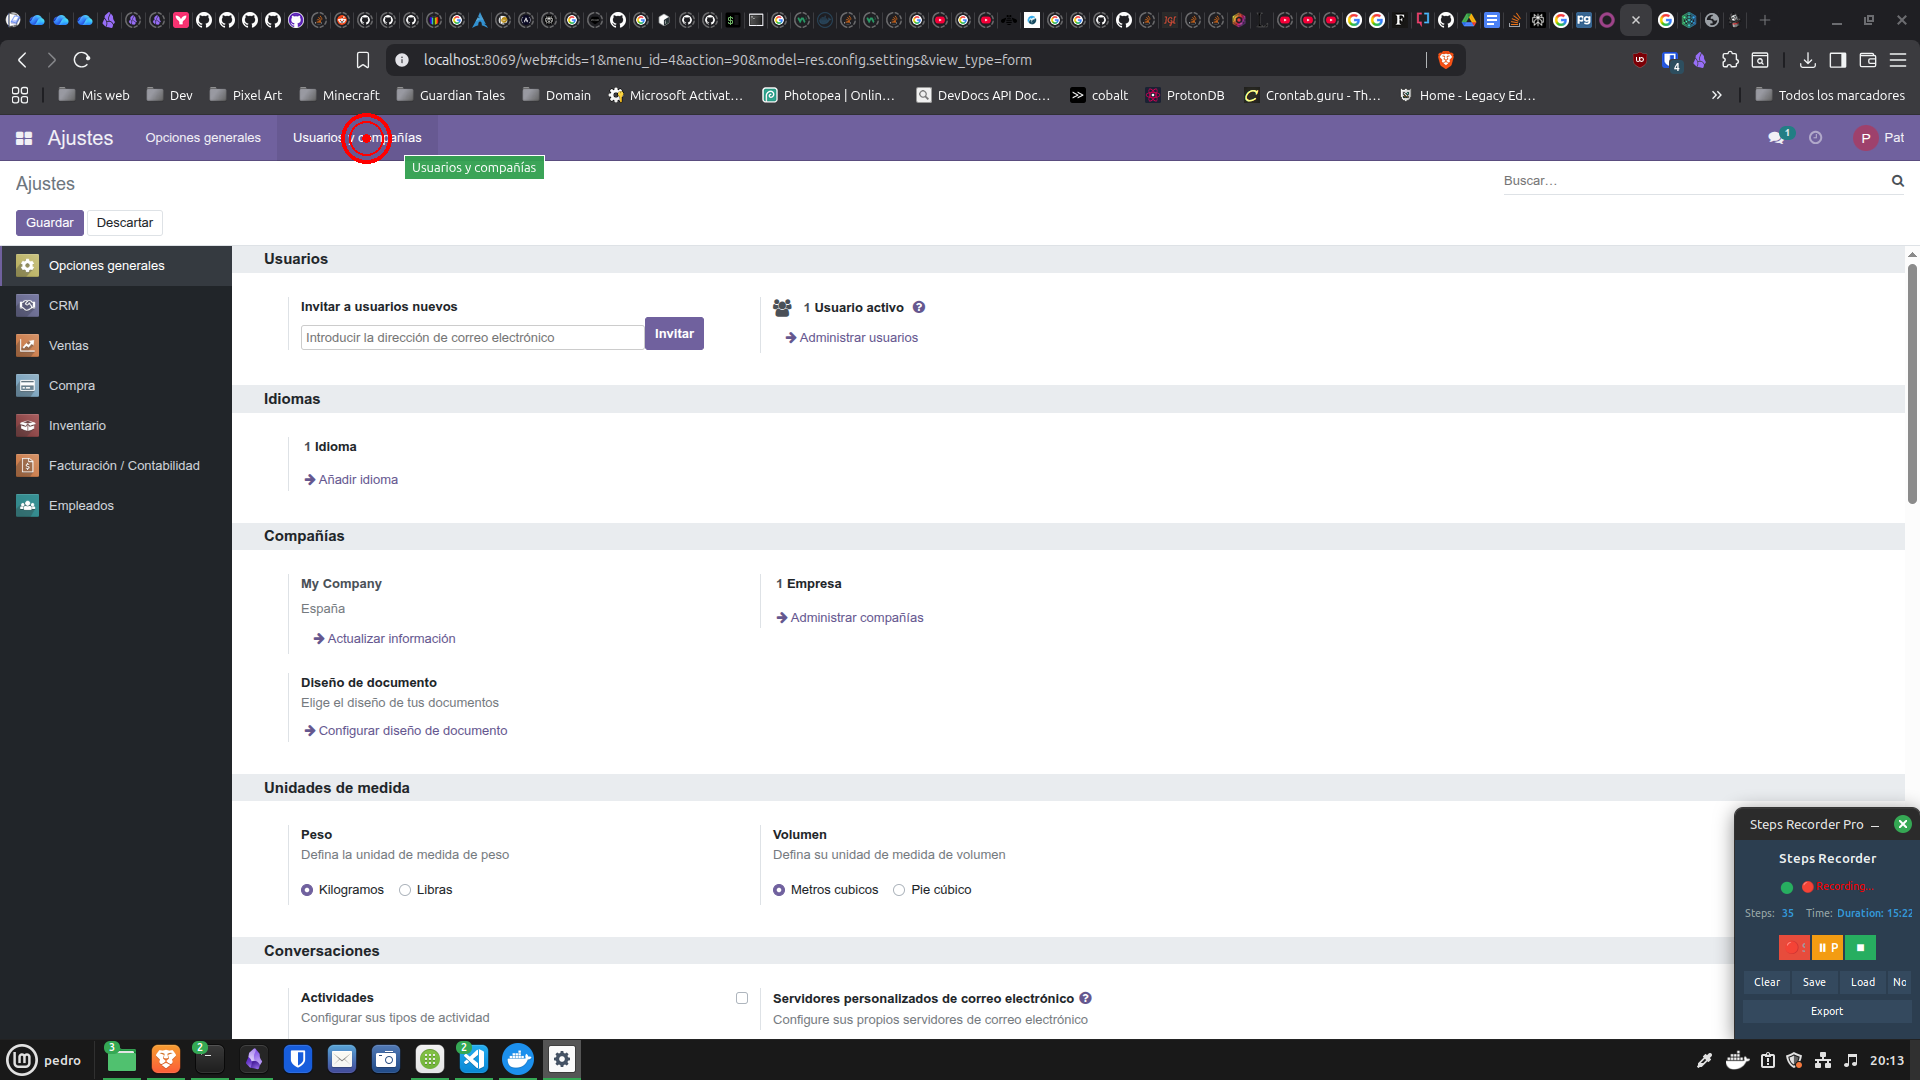 localhost:8069/web#cids=1&menu_id=4&action=90&model=res.config.settings&view_type=form
4
Mis web
Dev
Pixel Art
Minecraft
Guardian Tales
Domain
Microsoft Activat...
Photopea | Onlin...
DevDocs API Doc...
cobalt
ProtonDB
Crontab.guru - Th...
Home - Legacy Ed...
Todos los marcadores
Ajustes
Opciones generales
Usuarios y compañías
1
P
Pat
Usuarios y compañías
Ajustes
Buscar...
Guardar
Descartar
Opciones generales
CRM
Ventas
Compra
Inventario
Facturación / Contabilidad
Empleados
Usuarios
Invitar a usuarios nuevos
Introducir la dirección de correo electrónico
Invitar
1 Usuario activo
Administrar usuarios
Idiomas
1 Idioma
Añadir idioma
Compañías
My Company
España
Actualizar información
1 Empresa
Administrar compañías
Diseño de documento
Elige el diseño de tus documentos
Configurar diseño de documento
Unidades de medida
Peso
Defina la unidad de medida de peso
Kilogramos
Libras
Volumen
Defina su unidad de medida de volumen
Metros cubicos
Pie cúbico
Conversaciones
Actividades
Configurar sus tipos de actividad
Servidores personalizados de correo electrónico
Configure sus propios servidores de correo electrónico
Steps Recorder Pro
Steps Recorder
Recording...
Steps: 35 Time: Duration: 15:22
P
Clear
Save
Load
No
Export
pedro
3
2
2
20:13